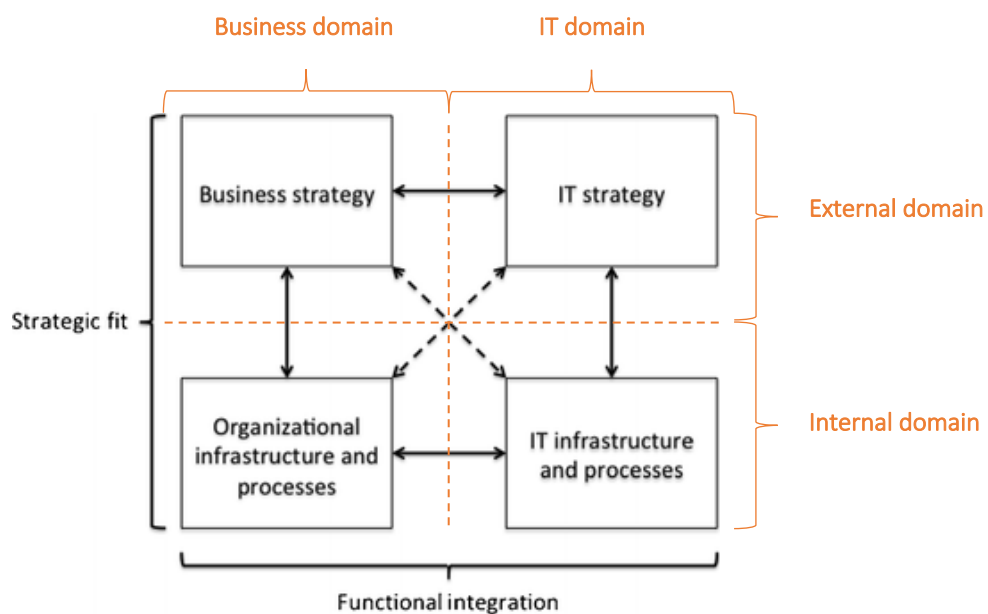 Business domain
IT domain
Business strategy
IT strategy
External domain
Strategic fit
Organizational
infrastructure and
processes
IT infrastructure
and processes
Internal domain
Functional integration